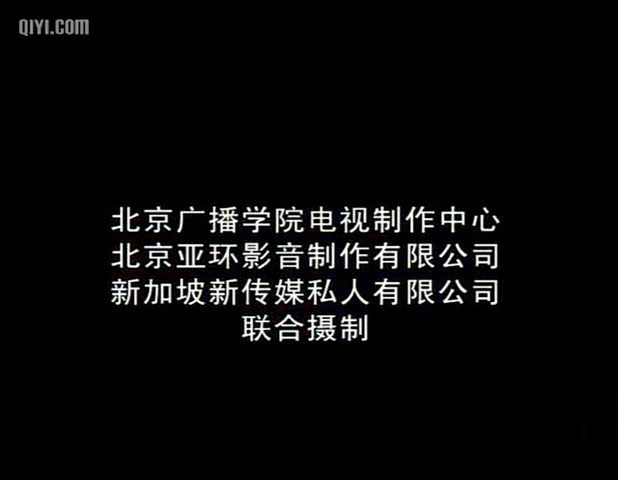 QIYI.COM
北京广播学院电视制作中心
北京亚环影音制作有限公司
新加坡新传媒私人有限公司
联合摄制